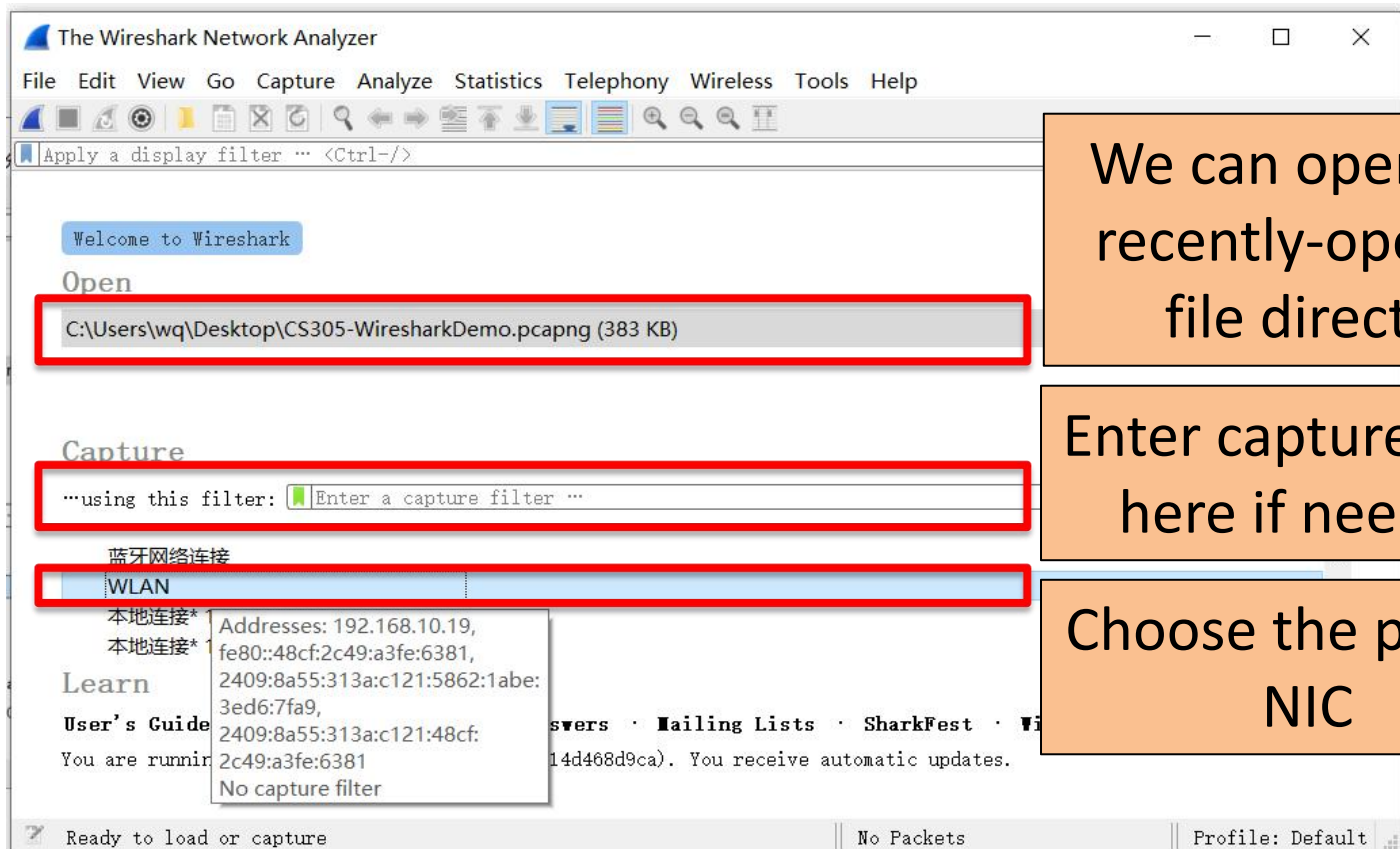 The Wireshark Network Analyzer
File Edit View Go Capture Analyze Statistics Telephony Wireless Tools Help
Apply a display filter … <Ctrl-/>
Welcome to Wireshark
Open
C:\Users\wq\Desktop\CS305-WiresharkDemo.pcapng (383 KB)
We can open
recently-ope
file direct
Capture
…using this filter: Enter a capture filter …
Enter capture
here if nee
蓝牙网络连接
WLAN
本地连接* 1
本地连接* 1
Addresses: 192.168.10.19,
fe80::48cf:2c49:a3fe:6381,
2409:8a55:313a:c121:5862:1abe:
3ed6:7fa9,
2409:8a55:313a:c121:48cf:
2c49:a3fe:6381
No capture filter
Choose the p
NIC
Learn
User's Guide swers · Mailing Lists · SharkFest · Wi
You are runnin 14d468d9ca). You receive automatic updates.
Ready to load or capture No Packets Profile: Default